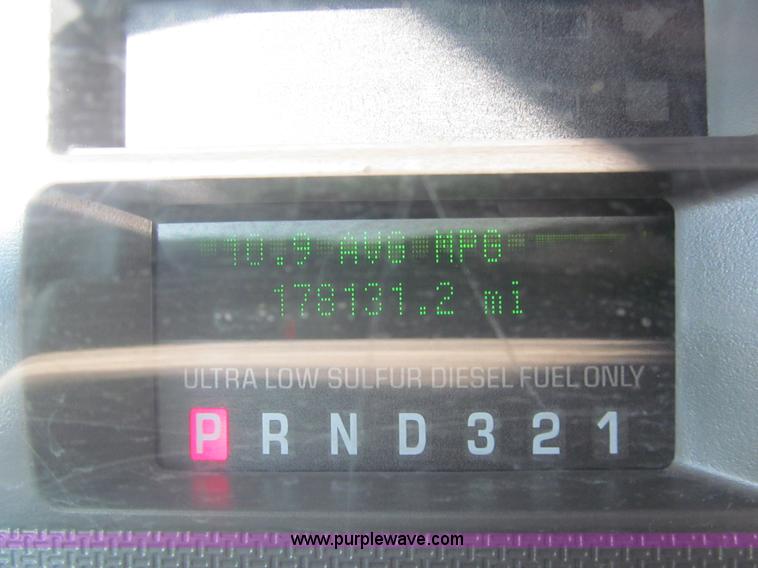 10.9 AVG MPG
178131.2 mi
ULTRA LOW SULFUR DIESEL FUEL ONLY
P R N D 3 2 1
www.purplewave.com